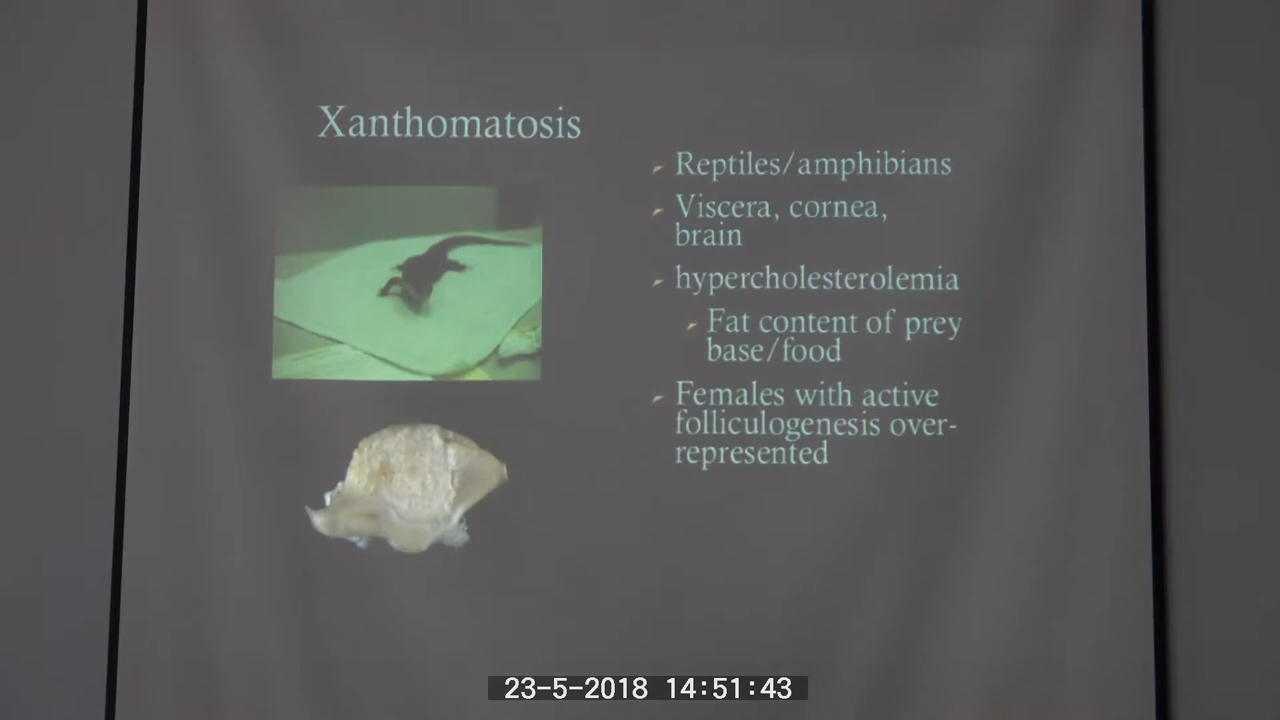 Xanthomatosis
Reptiles/amphibians
Viscera, cornea,
brain
hypercholesterolemia
Fat content of prey
base/food
Females with active
folliculogenesis over-
represented
23-5-2018 14:51:43